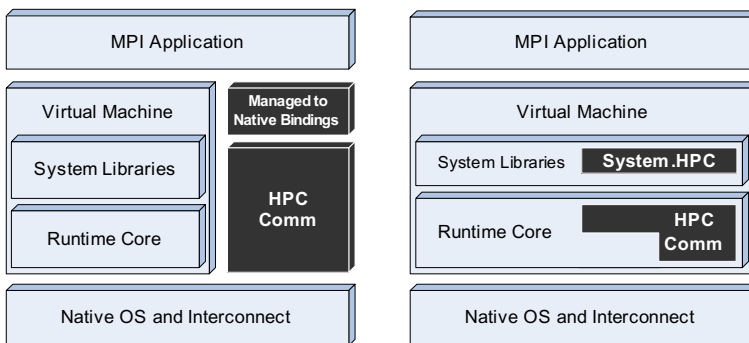 MPI Application
Virtual Machine
System Libraries
Runtime Core
Managed to
Native Bindings
HPC
Comm
Native OS and Interconnect
MPI Application
Virtual Machine
System Libraries
System.HPC
Runtime Core
HPC
Comm
Native OS and Interconnect